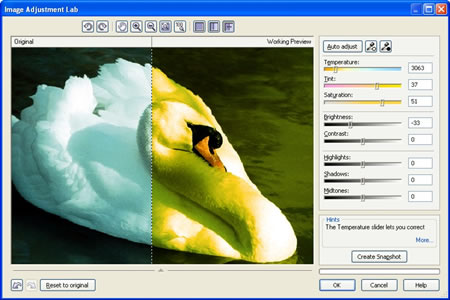 Image Adjustment Lab
Original
Working Preview
Auto adjust
Temperature:
3063
Tint:
37
Saturation:
51
Brightness:
-33
Contrast:
0
Highlights:
0
Shadows:
0
Midtones:
0
Hints
The Temperature slider lets you correct
More...
Create Snapshot
Reset to original
OK
Cancel
Help